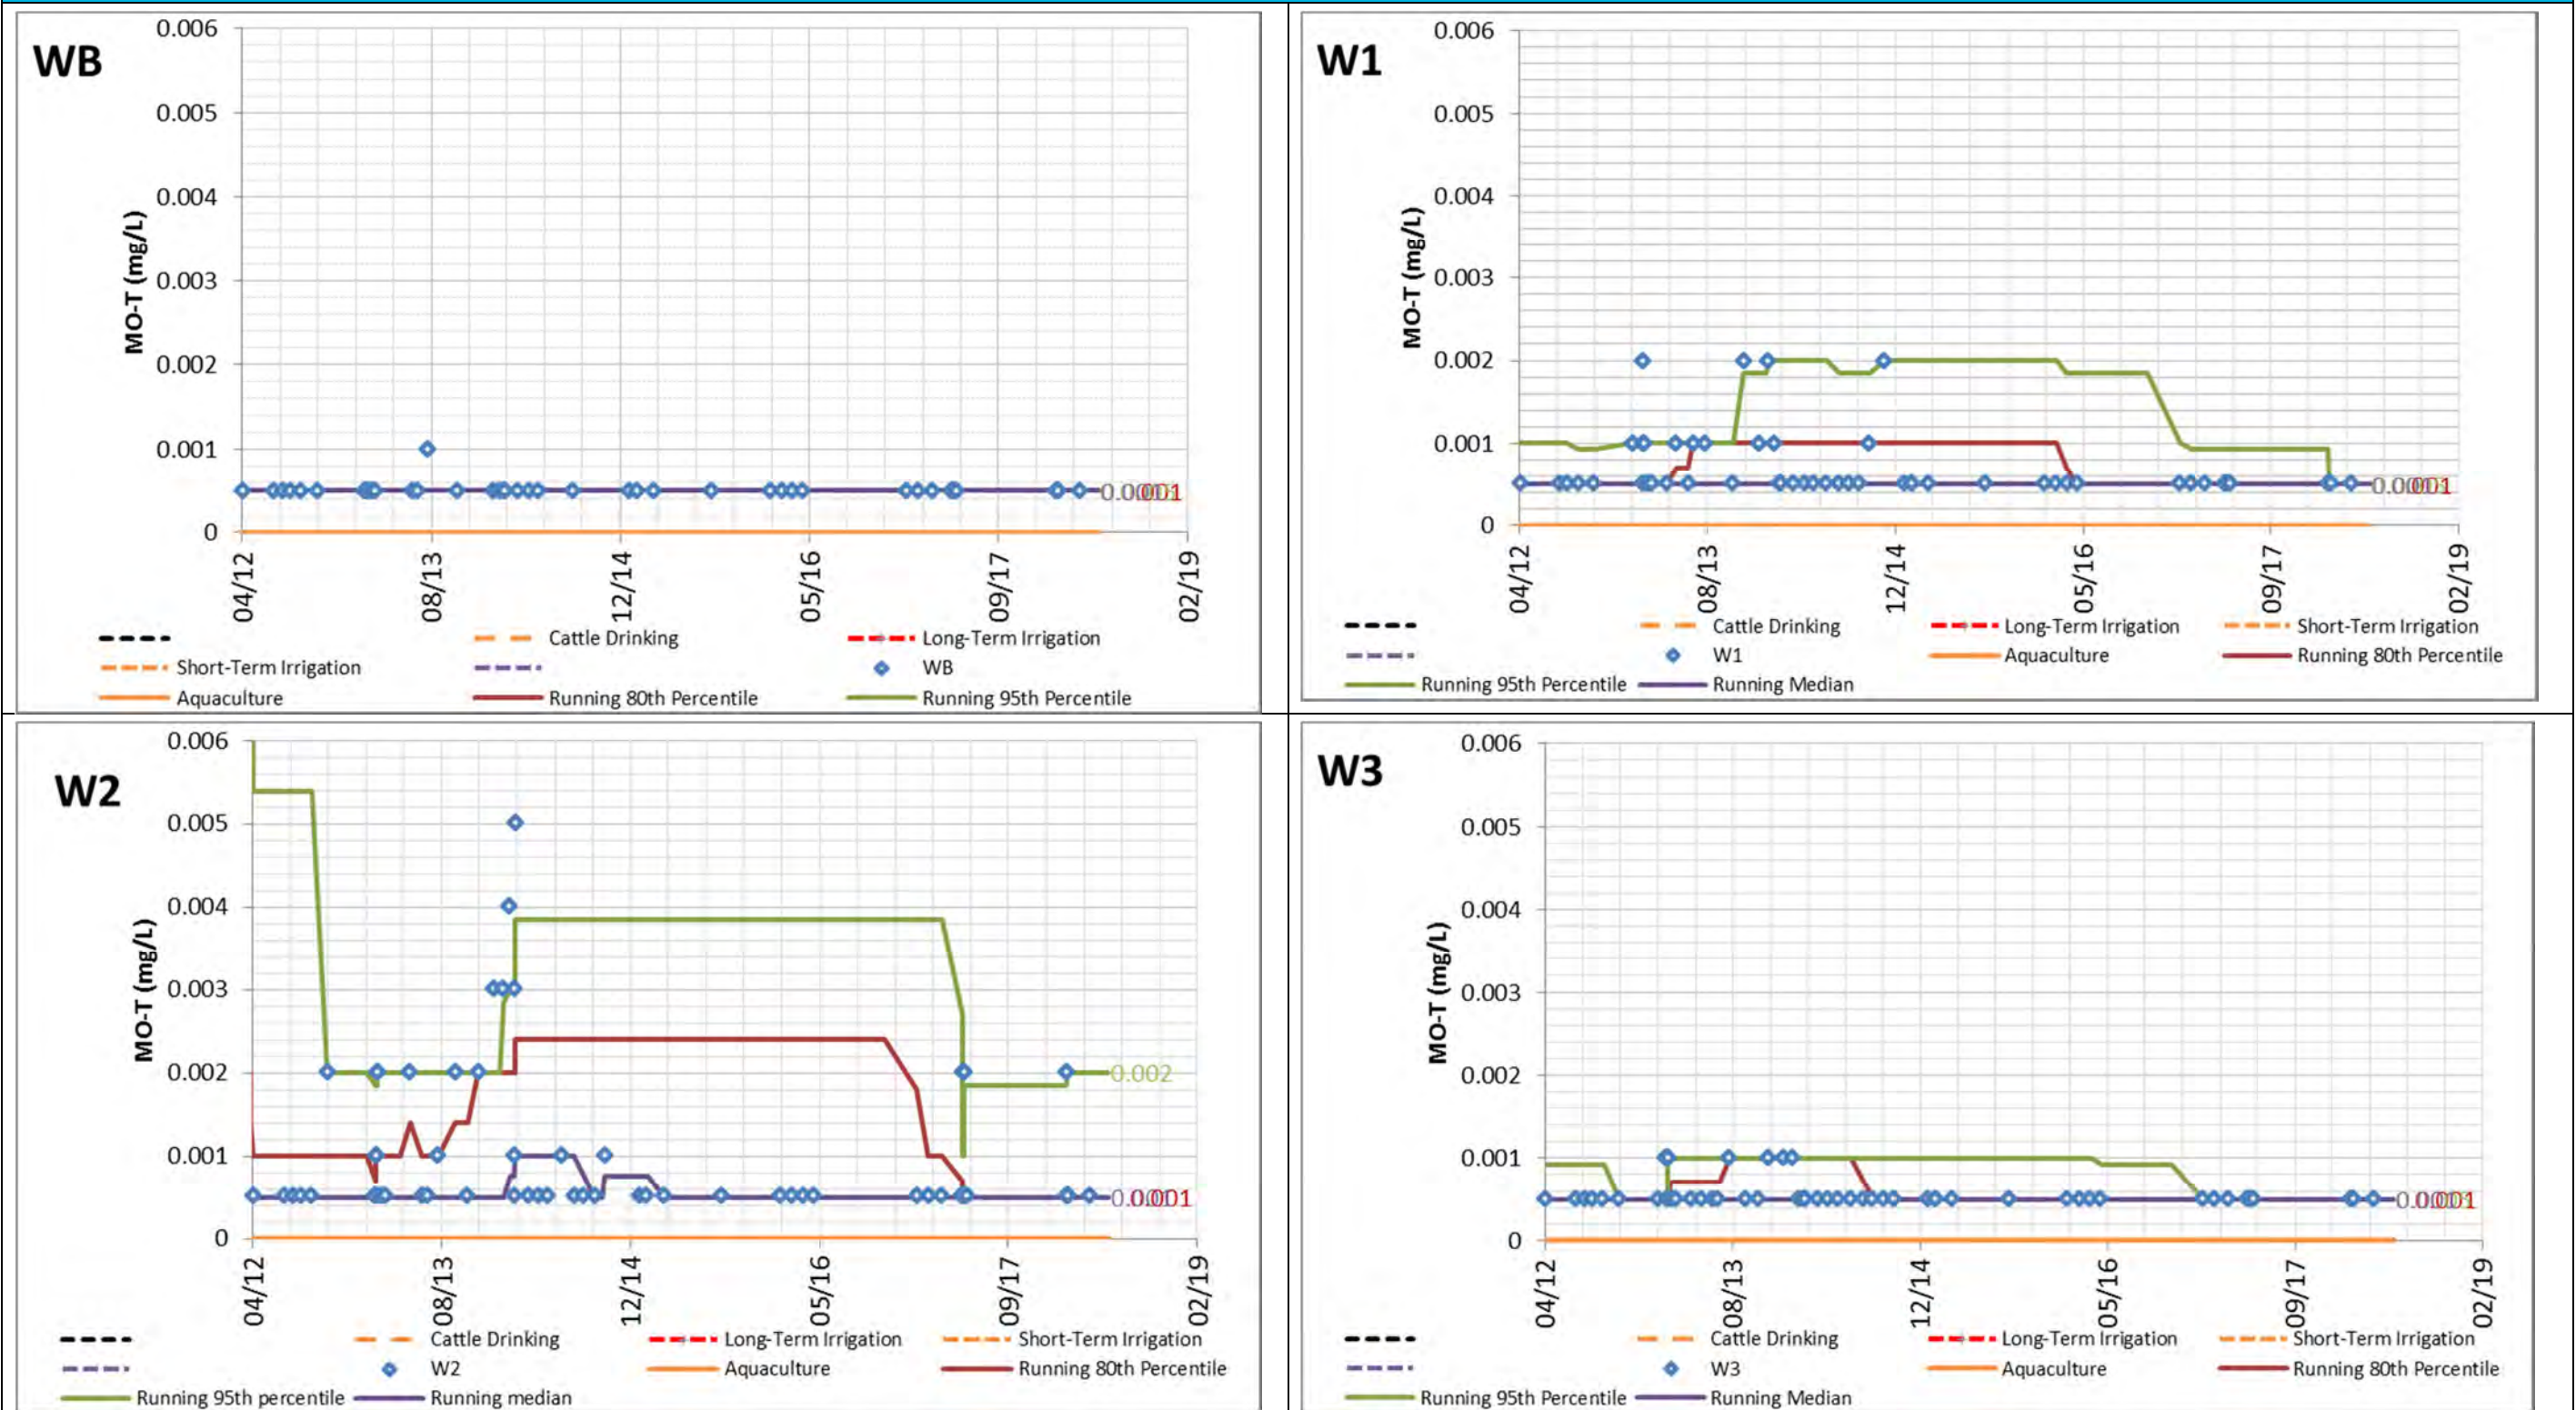 WB
0.006
0.005
0.004
0.003
0.002
0.001
0
MO-T (mg/L)
0.001
04/12 08/13 12/14 05/16 09/17 02/19
Cattle Drinking Long-Term Irrigation
Short-Term Irrigation WB
Aquaculture Running 80th Percentile Running 95th Percentile
W1
0.006
0.005
0.004
0.003
0.002
0.001
0
MO-T (mg/L)
0.001
04/12 08/13 12/14 05/16 09/17 02/19
Cattle Drinking Long-Term Irrigation Short-Term Irrigation
W1 Aquaculture Running 80th Percentile
Running 95th Percentile Running Median
W2
0.006
0.005
0.004
0.003
0.002
0.001
0
MO-T (mg/L)
0.002
0.001
04/12 08/13 12/14 05/16 09/17 02/19
Cattle Drinking Long-Term Irrigation Short-Term Irrigation
W2 Aquaculture Running 80th Percentile
Running 95th percentile Running median
W3
0.006
0.005
0.004
0.003
0.002
0.001
0
MO-T (mg/L)
0.001
04/12 08/13 12/14 05/16 09/17 02/19
Cattle Drinking Long-Term Irrigation Short-Term Irrigation
W3 Aquaculture Running 80th Percentile
Running 95th Percentile Running Median